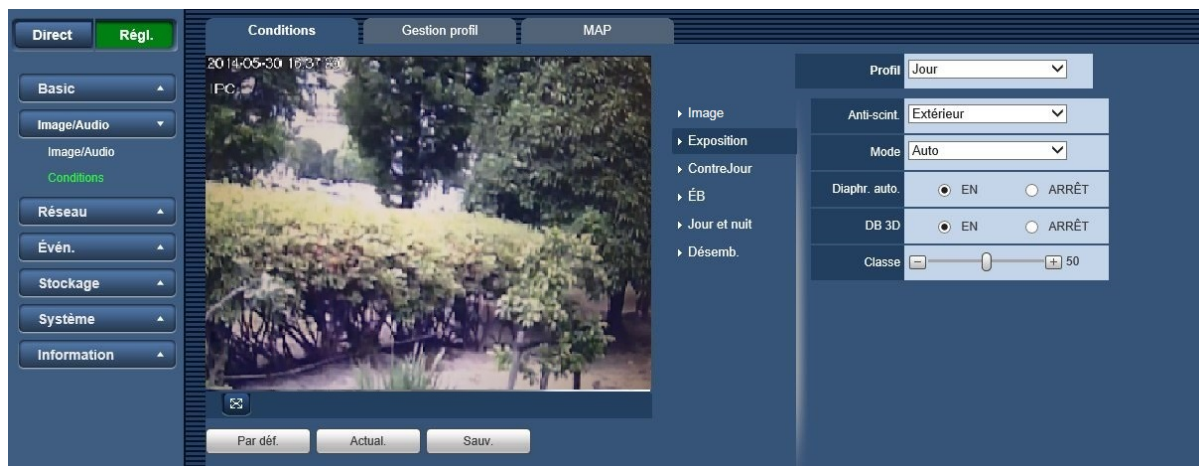 Direct Régl.
Conditions Gestion profil MAP
Basic
Image/Audio
Image/Audio
Conditions
Réseau
Évén.
Stockage
Système
Information
2014-05-30 16:37
IPC
Par déf. Actual. Sauv.
Image
Exposition
ContreJour
ÉB
Jour et nuit
Désemb.
Profil Jour
Anti-scint. Extérieur
Mode Auto
Diaphr. auto. EN ARRÊT
DB 3D EN ARRÊT
Classe - + 50